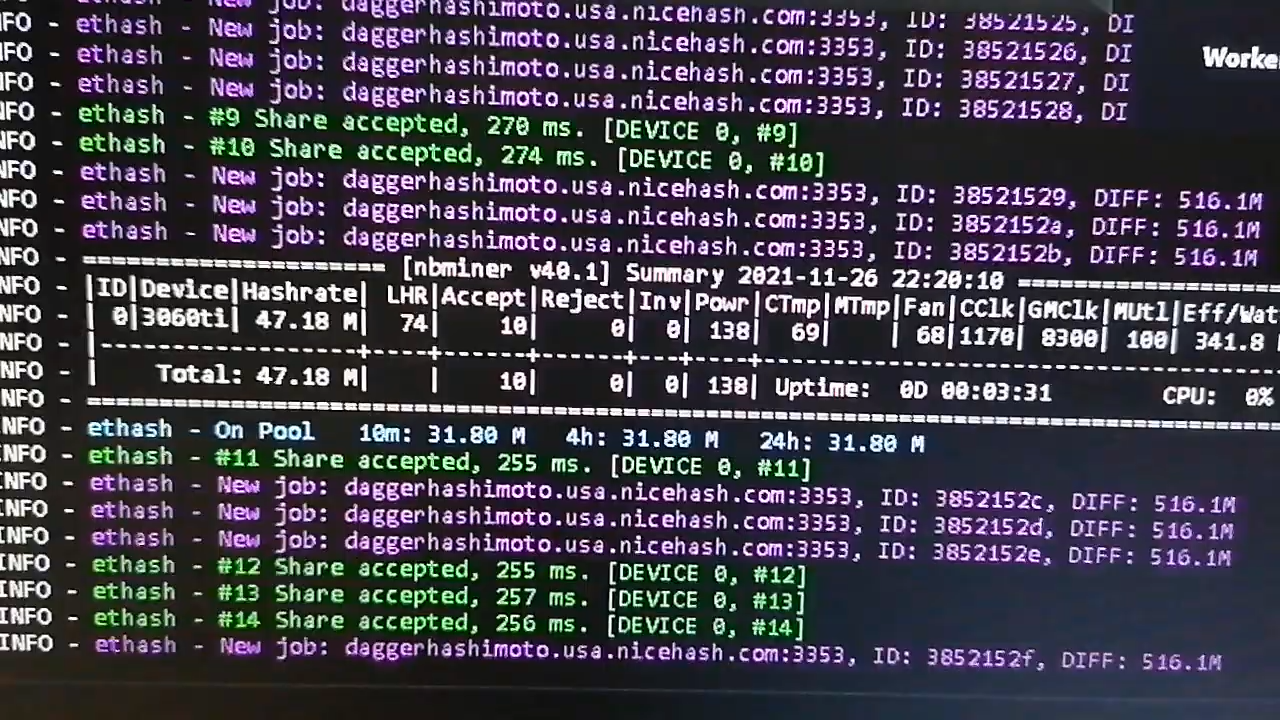 ethash - New job: daggerhashimoto.usa.nicehash.com:3353, ID: 38521525, DI
FO - ethash - New job: daggerhashimoto.usa.nicehash.com:3353, ID: 38521526, DI
FO - ethash - New job: daggerhashimoto.usa.nicehash.com:3353, ID: 38521527, DI
Worke
FO - ethash - New job: daggerhashimoto.usa.nicehash.com:3353, ID: 38521528, DI
NFO - ethash - #9 Share accepted, 270 ms. [DEVICE 0, #9]
NFO - ethash - #10 Share accepted, 274 ms. [DEVICE 0, #10]
NFO - ethash - New job: daggerhashimoto.usa.nicehash.com:3353, ID: 38521529, DIFF: 516.1M
NFO - ethash - New job: daggerhashimoto.usa.nicehash.com:3353, ID: 3852152a, DIFF: 516.1M
NFO - ethash - New job: daggerhashimoto.usa.nicehash.com:3353, ID: 3852152b, DIFF: 516.1M
NFO - ===================== [nbminer v40.1] Summary 2021-11-26 22:20:10 =====================
NFO - |ID|Device|Hashrate| LHR|Accept|Reject|Inv|Powr|CTmp|MTmp|Fan|CClk|GMClk|MUtl|Eff/Wat
NFO - | 0|3060ti| 47.18 M| 74| 10| 0| 0| 138| 69| | 68|1170| 8300| 100| 341.8
NFO - |-------------------+----+------+------+---+----+--------------------------------
NFO - | Total: 47.18 M| | 10| 0| 0| 138| Uptime: 0D 00:03:31 CPU: 0%
NFO - ==========================================================================
NFO - ethash - On Pool 10m: 31.80 M 4h: 31.80 M 24h: 31.80 M
NFO - ethash - #11 Share accepted, 255 ms. [DEVICE 0, #11]
INFO - ethash - New job: daggerhashimoto.usa.nicehash.com:3353, ID: 3852152c, DIFF: 516.1M
INFO - ethash - New job: daggerhashimoto.usa.nicehash.com:3353, ID: 3852152d, DIFF: 516.1M
INFO - ethash - New job: daggerhashimoto.usa.nicehash.com:3353, ID: 3852152e, DIFF: 516.1M
INFO - ethash - #12 Share accepted, 255 ms. [DEVICE 0, #12]
INFO - ethash - #13 Share accepted, 257 ms. [DEVICE 0, #13]
INFO - ethash - #14 Share accepted, 256 ms. [DEVICE 0, #14]
INFO - ethash - New job: daggerhashimoto.usa.nicehash.com:3353, ID: 3852152f, DIFF: 516.1M